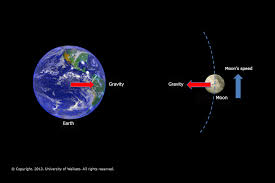 Moon's speed
Gravity
Gravity
Moon
Earth
© Copyright. 2013. University of Waikato. All rights reserved.